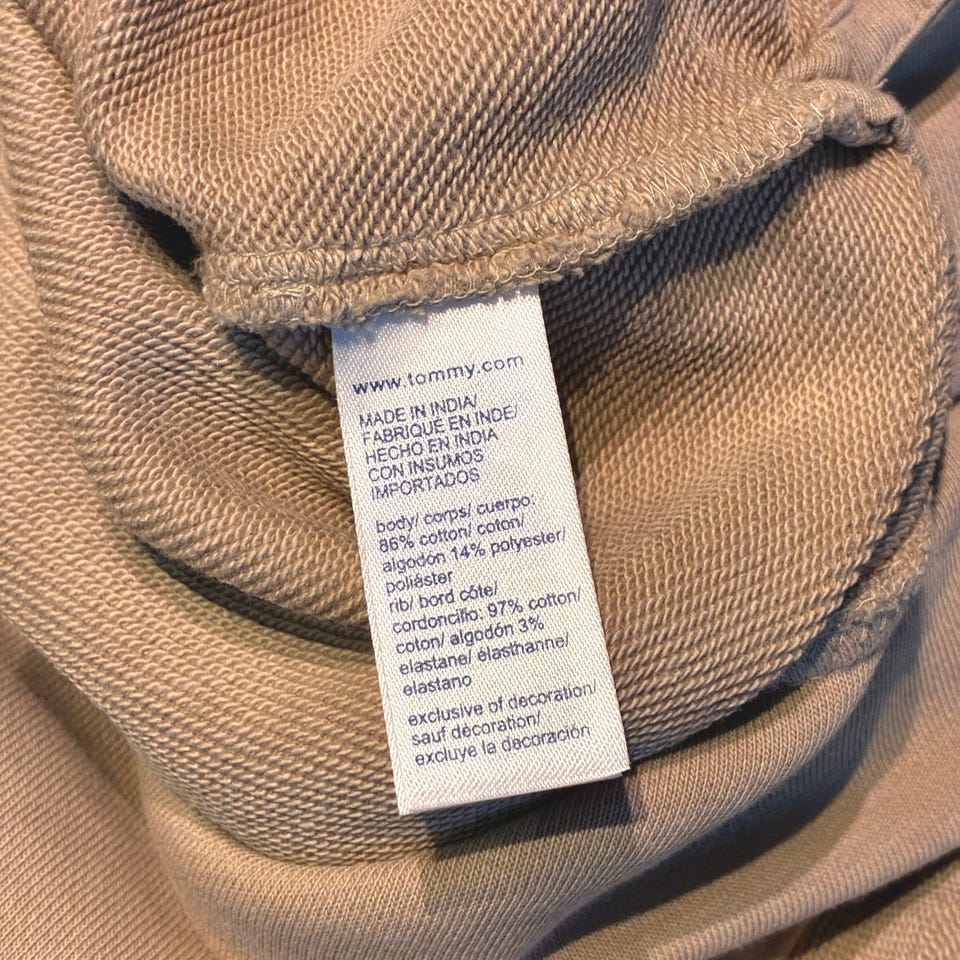 www.tommy.com
MADE IN INDIA/
FABRIQUÉ EN INDE/
HECHO EN INDIA
CON INSUMOS
IMPORTADOS
body/ corps/ cuerpo:
86% cotton/ coton/
algodón 14% polyester/
poliéster
rib/ bord côte/
cordoncillo: 97% cotton/
coton/ algodón 3%
elastane/ élasthanne/
elastano
exclusive of decoration/
sauf décoration/
excluye la decoración